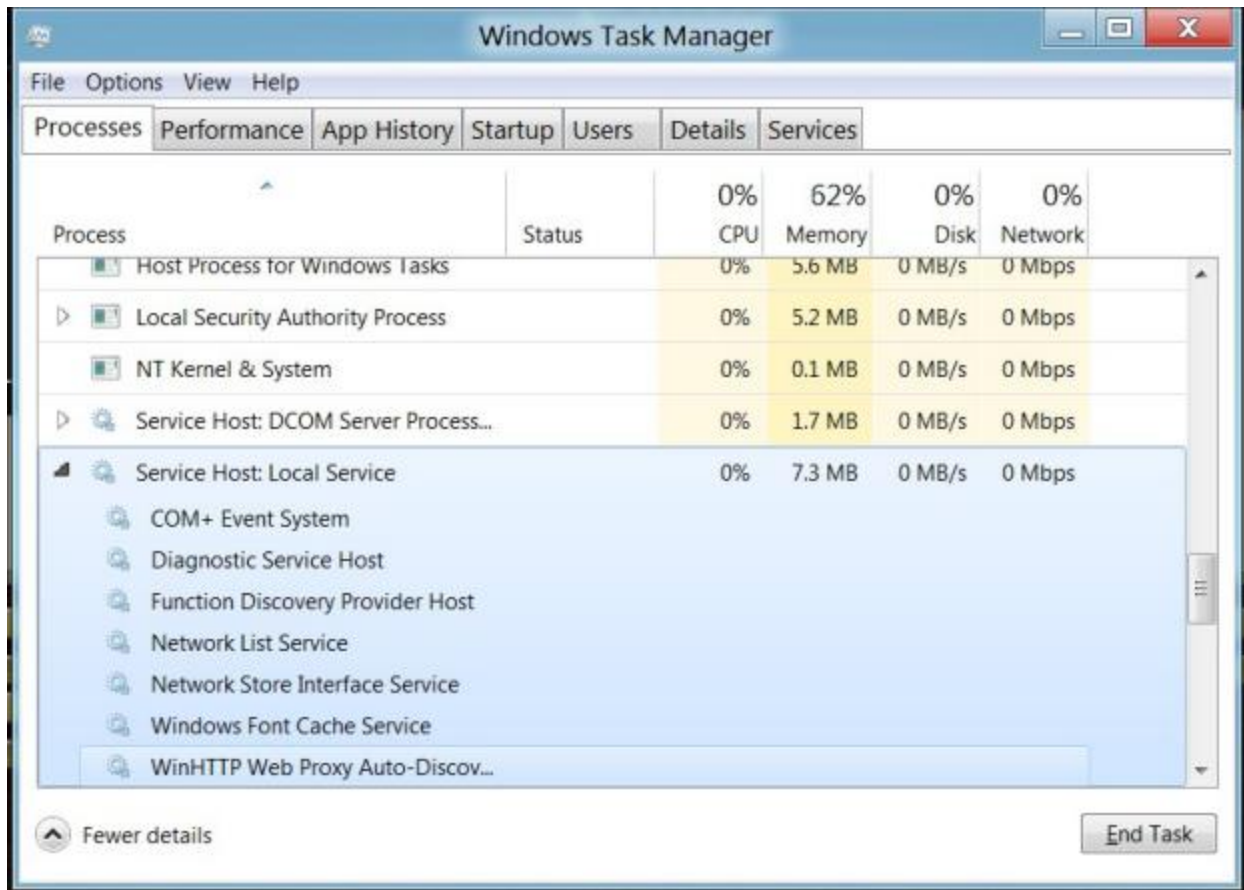 Windows Task Manager
File Options View Help
Processes Performance App History Startup Users Details Services
0% 62% 0% 0%
Process Status CPU Memory Disk Network
Host Process for Windows Tasks 0% 5.6 MB 0 MB/s 0 Mbps
Local Security Authority Process 0% 5.2 MB 0 MB/s 0 Mbps
NT Kernel & System 0% 0.1 MB 0 MB/s 0 Mbps
Service Host: DCOM Server Process... 0% 1.7 MB 0 MB/s 0 Mbps
Service Host: Local Service 0% 7.3 MB 0 MB/s 0 Mbps
COM+ Event System
Diagnostic Service Host
Function Discovery Provider Host
Network List Service
Network Store Interface Service
Windows Font Cache Service
WinHTTP Web Proxy Auto-Discov...
Fewer details End Task